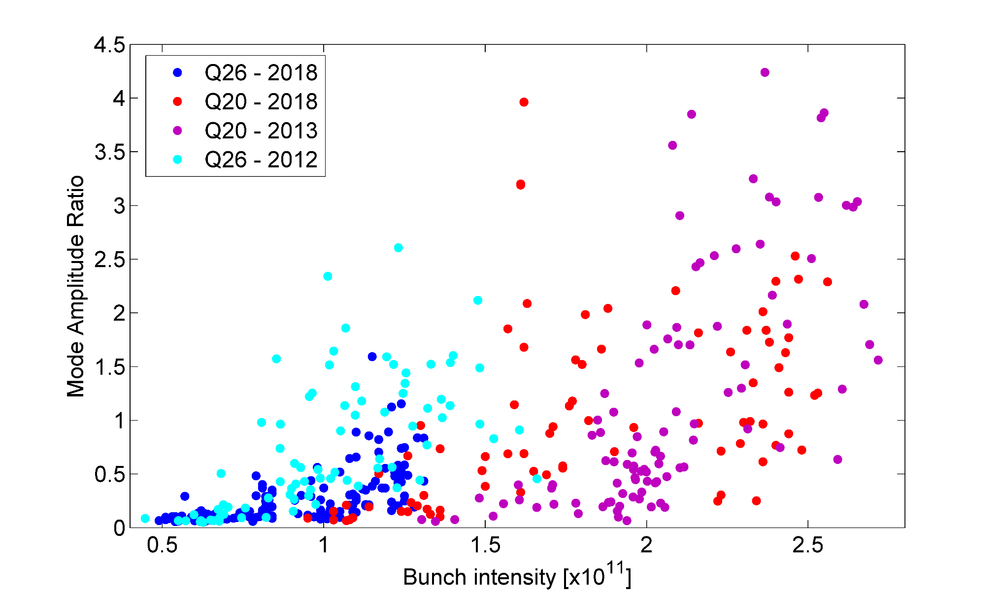 4.5
4
3.5
3
2.5
2
1.5
1
0.5
0
Mode Amplitude Ratio
Q26 - 2018
Q20 - 2018
Q20 - 2013
Q26 - 2012
0.5 1 1.5 2 2.5
Bunch intensity [x10^11]